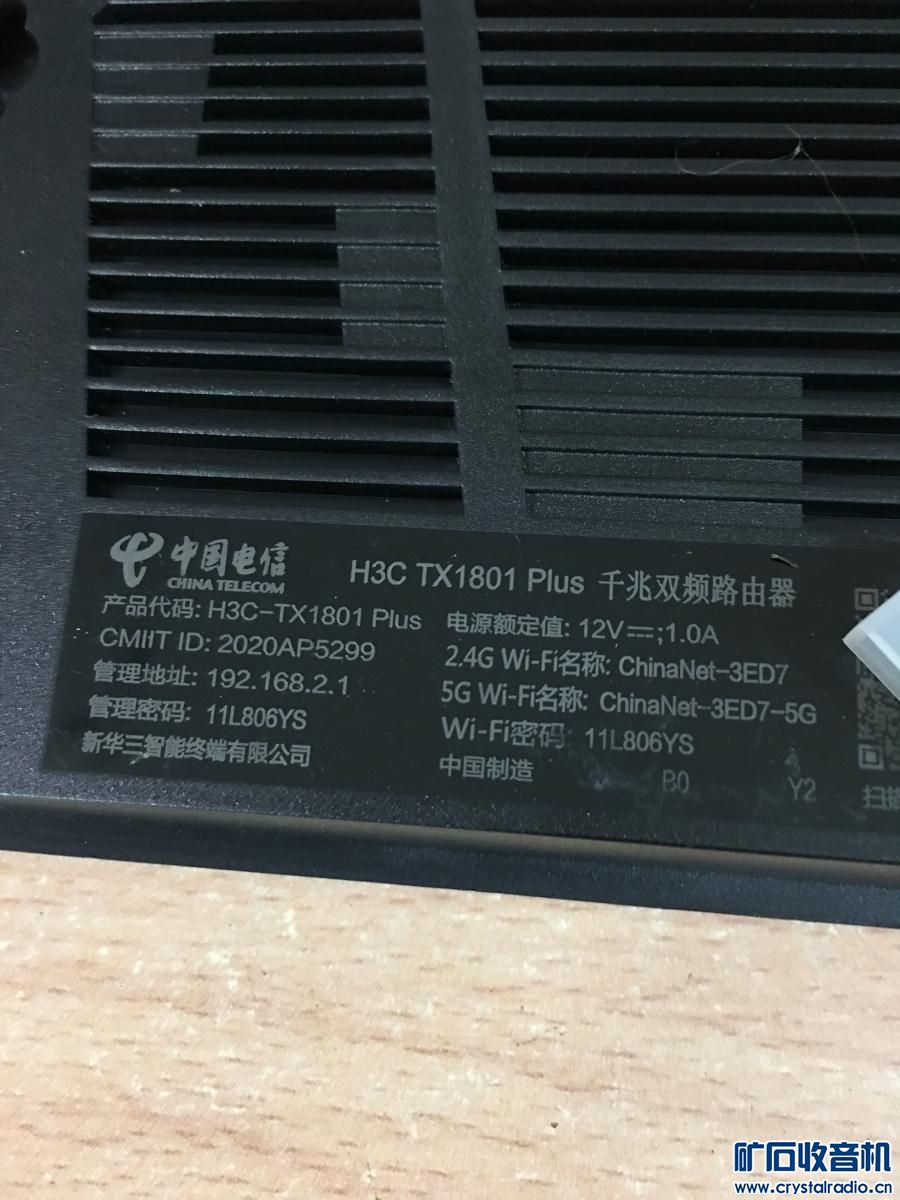 中国电信
CHINA TELECOM
H3C TX1801 Plus 千兆双频路由器
产品代码: H3C-TX1801 Plus
CMIIT ID: 2020AP5299
管理地址: 192.168.2.1
管理密码: 11L806YS
新华三智能终端有限公司
电源额定值: 12V⎓;1.0A
2.4G Wi-Fi名称: ChinaNet-3ED7
5G Wi-Fi名称: ChinaNet-3ED7-5G
Wi-Fi密码: 11L806YS
中国制造 B0 Y2
扫描
矿石收音机
www.crystalradio.cn